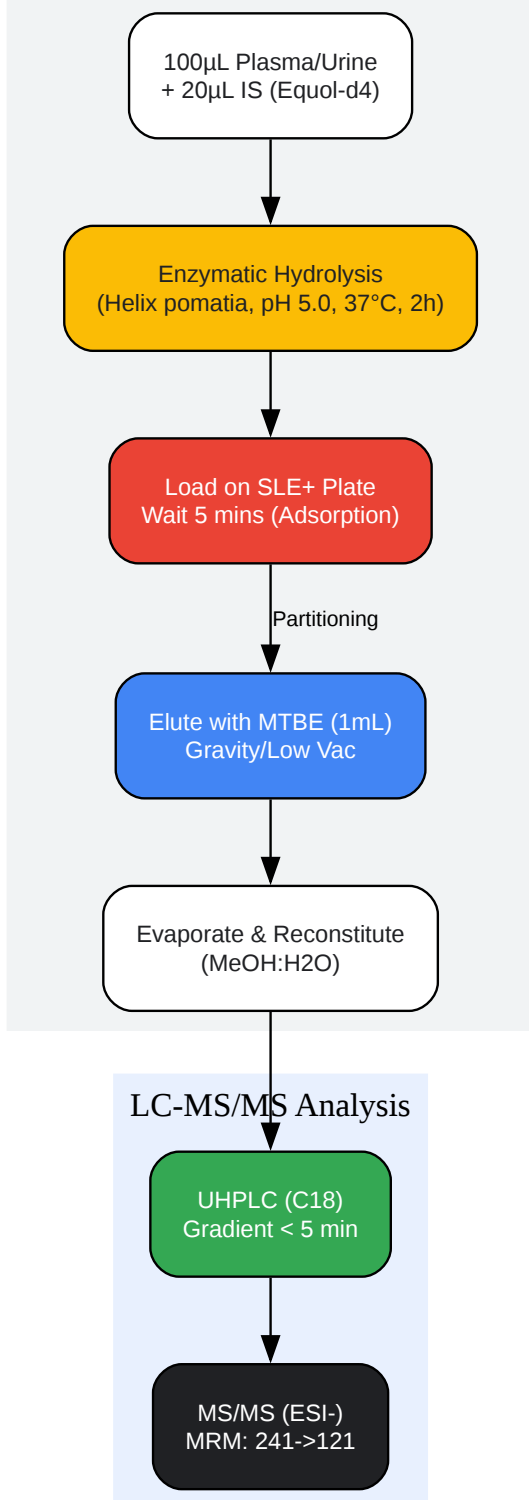 100µL Plasma/Urine
+ 20µL IS (Equol-d4)
Enzymatic Hydrolysis
(Helix pomatia, pH 5.0, 37°C, 2h)
Load on SLE+ Plate
Wait 5 mins (Adsorption)
Partitioning
Elute with MTBE (1mL)
Gravity/Low Vac
Evaporate & Reconstitute
(MeOH:H2O)
LC-MS/MS Analysis
UHPLC (C18)
Gradient < 5 min
MS/MS (ESI-)
MRM: 241->121